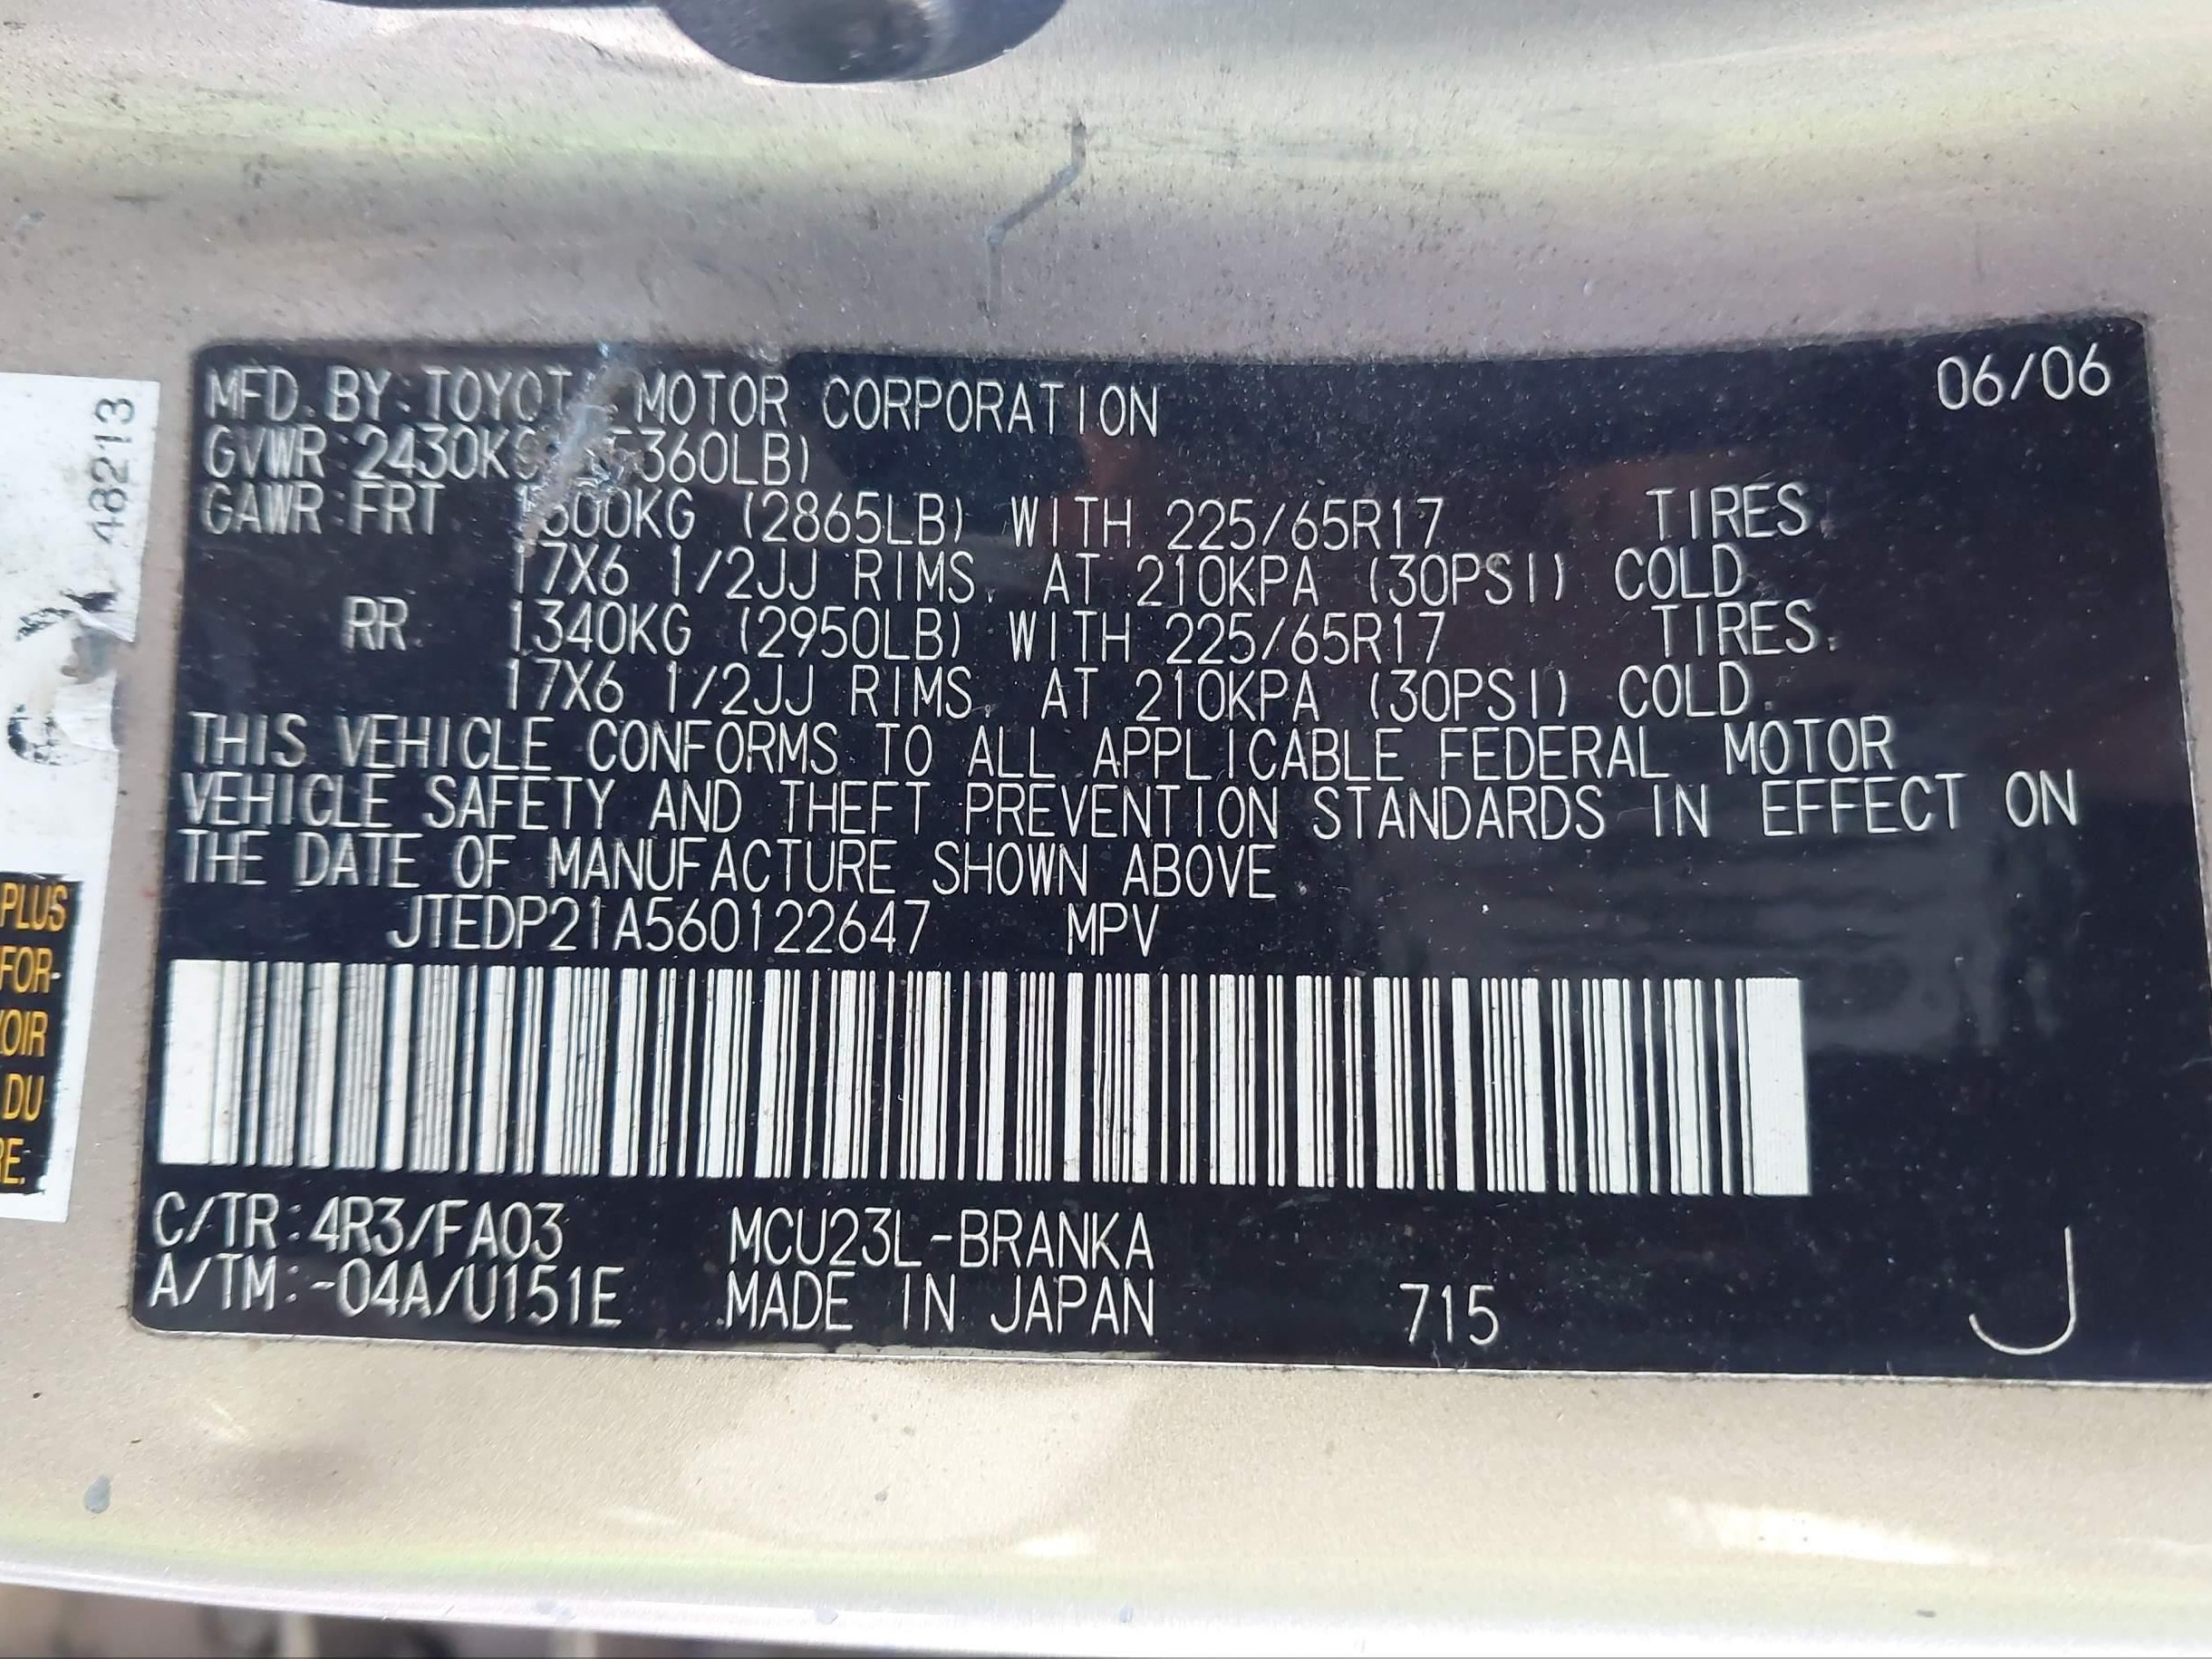 MFD. BY: MOTOR CORPORATION 06/06
GVWR: 5360LB)
GAWR: FRT (2865LB) WITH 225/65R17 TIRES.
17X6 1/2JJ RIMS. AT 210KPA (30PSI) COLD.
RR. 1340KG (2950LB) WITH 225/65R17 TIRES.
17X6 1/2JJ RIMS. AT 210KPA (30PSI) COLD.
THIS VEHICLE CONFORMS TO ALL APPLICABLE FEDERAL MOTOR
VEHICLE SAFETY AND THEFT PREVENTION STANDARDS IN EFFECT ON
THE DATE OF MANUFACTURE SHOWN ABOVE
JTEDP21A560122647 MPV
C/TR: 4R3/FA03 MCU23L-BRANKA
A/TM: -04A/U151E MADE IN JAPAN 715 J
48213
PLUS
FOR-
DU